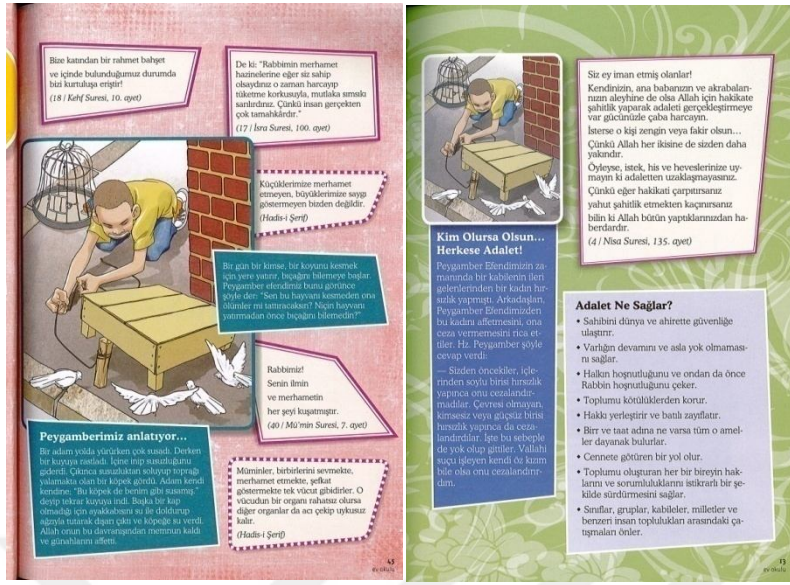 Bize katından bir rahmet bahşet
ve içinde bulunduğumuz durumda
bizi kurtuluşa eriştir!
(18 / Kehf Suresi, 10. ayet)
De ki: "Rabbimin merhamet
hazinelerine eğer siz sahip
olsaydınız o zaman harcayıp
tüketme korkusuyla, mutlaka sımsıkı
sarılırdınız. Çünkü insan gerçekten
çok tamahkârdır."
(17 / İsra Suresi, 100. ayet)
Küçüklerimize merhamet
etmeyen, büyüklerimize saygı
göstermeyen bizden değildir.
(Hadis-i Şerif)
Bir gün bir kimse, bir koyunu kesmek
için yere yatırır, bıçağını bilemeye başlar.
Peygamber efendimiz bunu görünce
şöyle der: "Sen bu hayvanı kesmeden ona
ölümler mi tattıracaksın? Niçin hayvanı
yatırmadan önce bıçağını bilemedin?"
Rabbimiz!
Senin ilmin
ve merhametin
her şeyi kuşatmıştır.
(40 / Mü'min Suresi, 7. ayet)
Peygamberimiz anlatıyor...
Bir adam yolda yürürken çok susadı. Derken
bir kuyuya rastladı. İçine inip susuzluğunu
giderdi. Çıkınca susuzluktan soluyup toprağı
yalamakta olan bir köpek gördü. Adam kendi
kendine: "Bu köpek de benim gibi susamış."
deyip tekrar kuyuya indi. Başka bir kap
olmadığı için ayakkabısını su ile doldurup
ağzıyla tutarak dışarı çıktı ve köpeğe su verdi.
Allah onun bu davranışından memnun kaldı
ve günahlarını affetti.
Müminler, birbirlerini sevmekte,
merhamet etmekte, şefkat
göstermekte tek vücut gibidirler. O
vücudun bir organı rahatsız olursa
diğer organlar da acı çekip uykusuz
kalır.
(Hadis-i Şerif)
43
Siz ey iman etmiş olanlar!
Kendinizin, ana babanızın ve akrabaları-
nızın aleyhine de olsa Allah için hakikate
şahitlik yaparak adaleti gerçekleştirmeye
var gücünüzle çaba harcayın.
İsterse o kişi zengin veya fakir olsun...
Çünkü Allah her ikisine de sizden daha
yakındır.
Öyleyse, istek, his ve heveslerinize uy-
mayın ki adaletten uzaklaşmayasınız.
Çünkü eğer hakikati çarpıtırsanız
yahut şahitlik etmekten kaçınırsanız
bilin ki Allah bütün yaptıklarınızdan ha-
berdardır.
(4 / Nisa Suresi, 135. ayet)
Kim Olursa Olsun...
Herkese Adalet!
Peygamber Efendimizin za-
manında bir kabilenin ileri
gelenlerinden bir kadın hır-
sızlık yapmıştı. Arkadaşları,
Peygamber Efendimizden
bu kadını affetmesini, ona
ceza vermemesini rica et-
tiler. Hz. Peygamber şöyle
cevap verdi:
— Sizden öncekiler, içle-
rinden soylu birisi hırsızlık
yapınca onu cezalandır-
madılar. Çevresi olmayan,
kimsesiz veya güçsüz birisi
hırsızlık yapınca da ceza-
landırdılar. İşte bu sebeple
de yok olup gittiler. Vallahi
suçu işleyen kendi öz kızım
bile olsa onu cezalandırır-
dım.
Adalet Ne Sağlar?
• Sahibini dünya ve ahirette güvenliğe
ulaştırır.
• Varlığın devamını ve asla yok olmaması-
nı sağlar.
• Halkın hoşnutluğunu ve ondan da önce
Rabbin hoşnutluğunu çeker.
• Toplumu kötülüklerden korur.
• Hakkı yerleştirir ve batılı zayıflatır.
• Birr ve taat adına ne varsa tüm o amel-
ler dayanak bulurlar.
• Cennete götüren bir yol olur.
• Toplumu oluşturan her bir bireyin hak-
larını ve sorumluluklarını istikrarlı bir şe-
kilde sürdürmesini sağlar.
• Sınıflar, gruplar, kabileler, milletler ve
benzeri insan toplulukları arasındaki ça-
tışmaları önler.
13